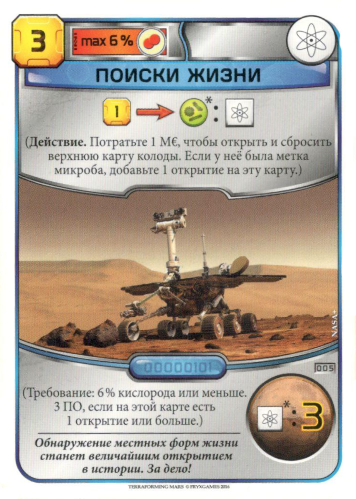 3
max 6%
ПОИСКИ ЖИЗНИ
1 * :
(Действие. Потратьте 1 М€, чтобы открыть и сбросить
верхнюю карту колоды. Если у неё была метка
микроба, добавьте 1 открытие на эту карту.)
NASA+
00000101
005
(Требование: 6% кислорода или меньше.
3 ПО, если на этой карте есть
1 открытие или больше.)
* : 3
Обнаружение местных форм жизни
станет величайшим открытием
в истории. За дело!
TERRAFORMING MARS © FRYXGAMES 2016